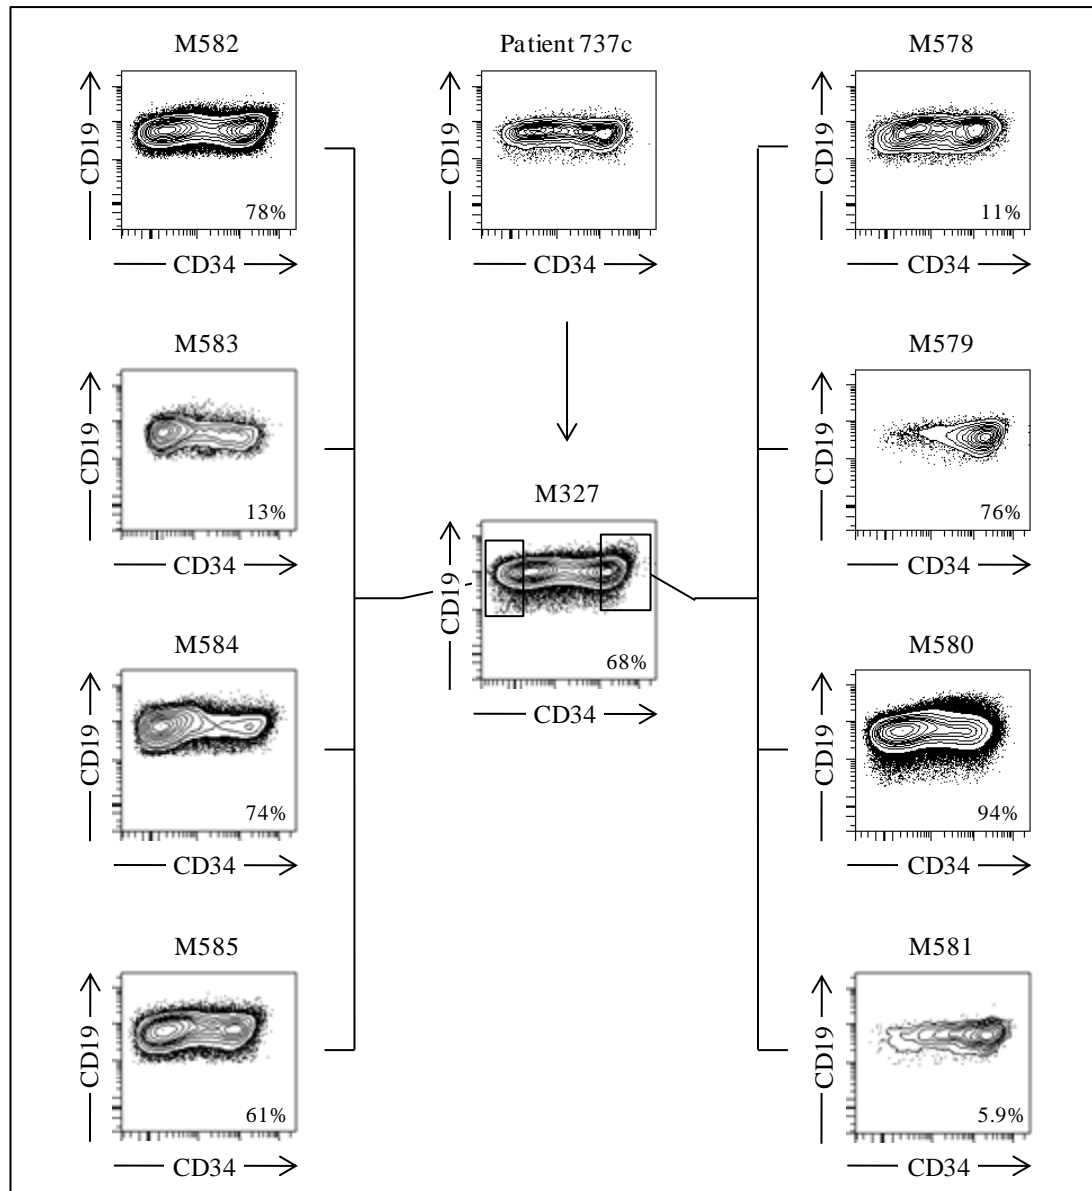 M582
CD19
78%
CD34
Patient 737c
CD19
CD34
M578
CD19
11%
CD34
M583
CD19
13%
CD34
M579
CD19
76%
CD34
M327
CD19
68%
CD34
M584
CD19
74%
CD34
M580
CD19
94%
CD34
M585
CD19
61%
CD34
M581
CD19
5.9%
CD34